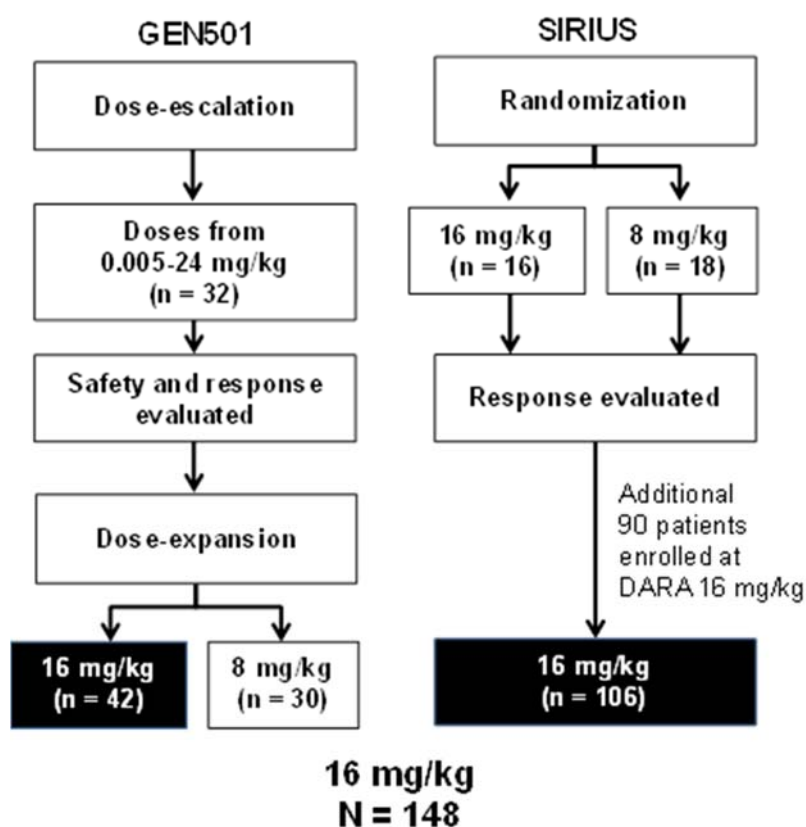 GEN501
Dose-escalation
Doses from
0.005-24 mg/kg
(n = 32)
Safety and response
evaluated
Dose-expansion
16 mg/kg
(n = 42)
8 mg/kg
(n = 30)
SIRIUS
Randomization
16 mg/kg
(n = 16)
8 mg/kg
(n = 18)
Response evaluated
Additional
90 patients
enrolled at
DARA 16 mg/kg
16 mg/kg
(n = 106)
16 mg/kg
N = 148